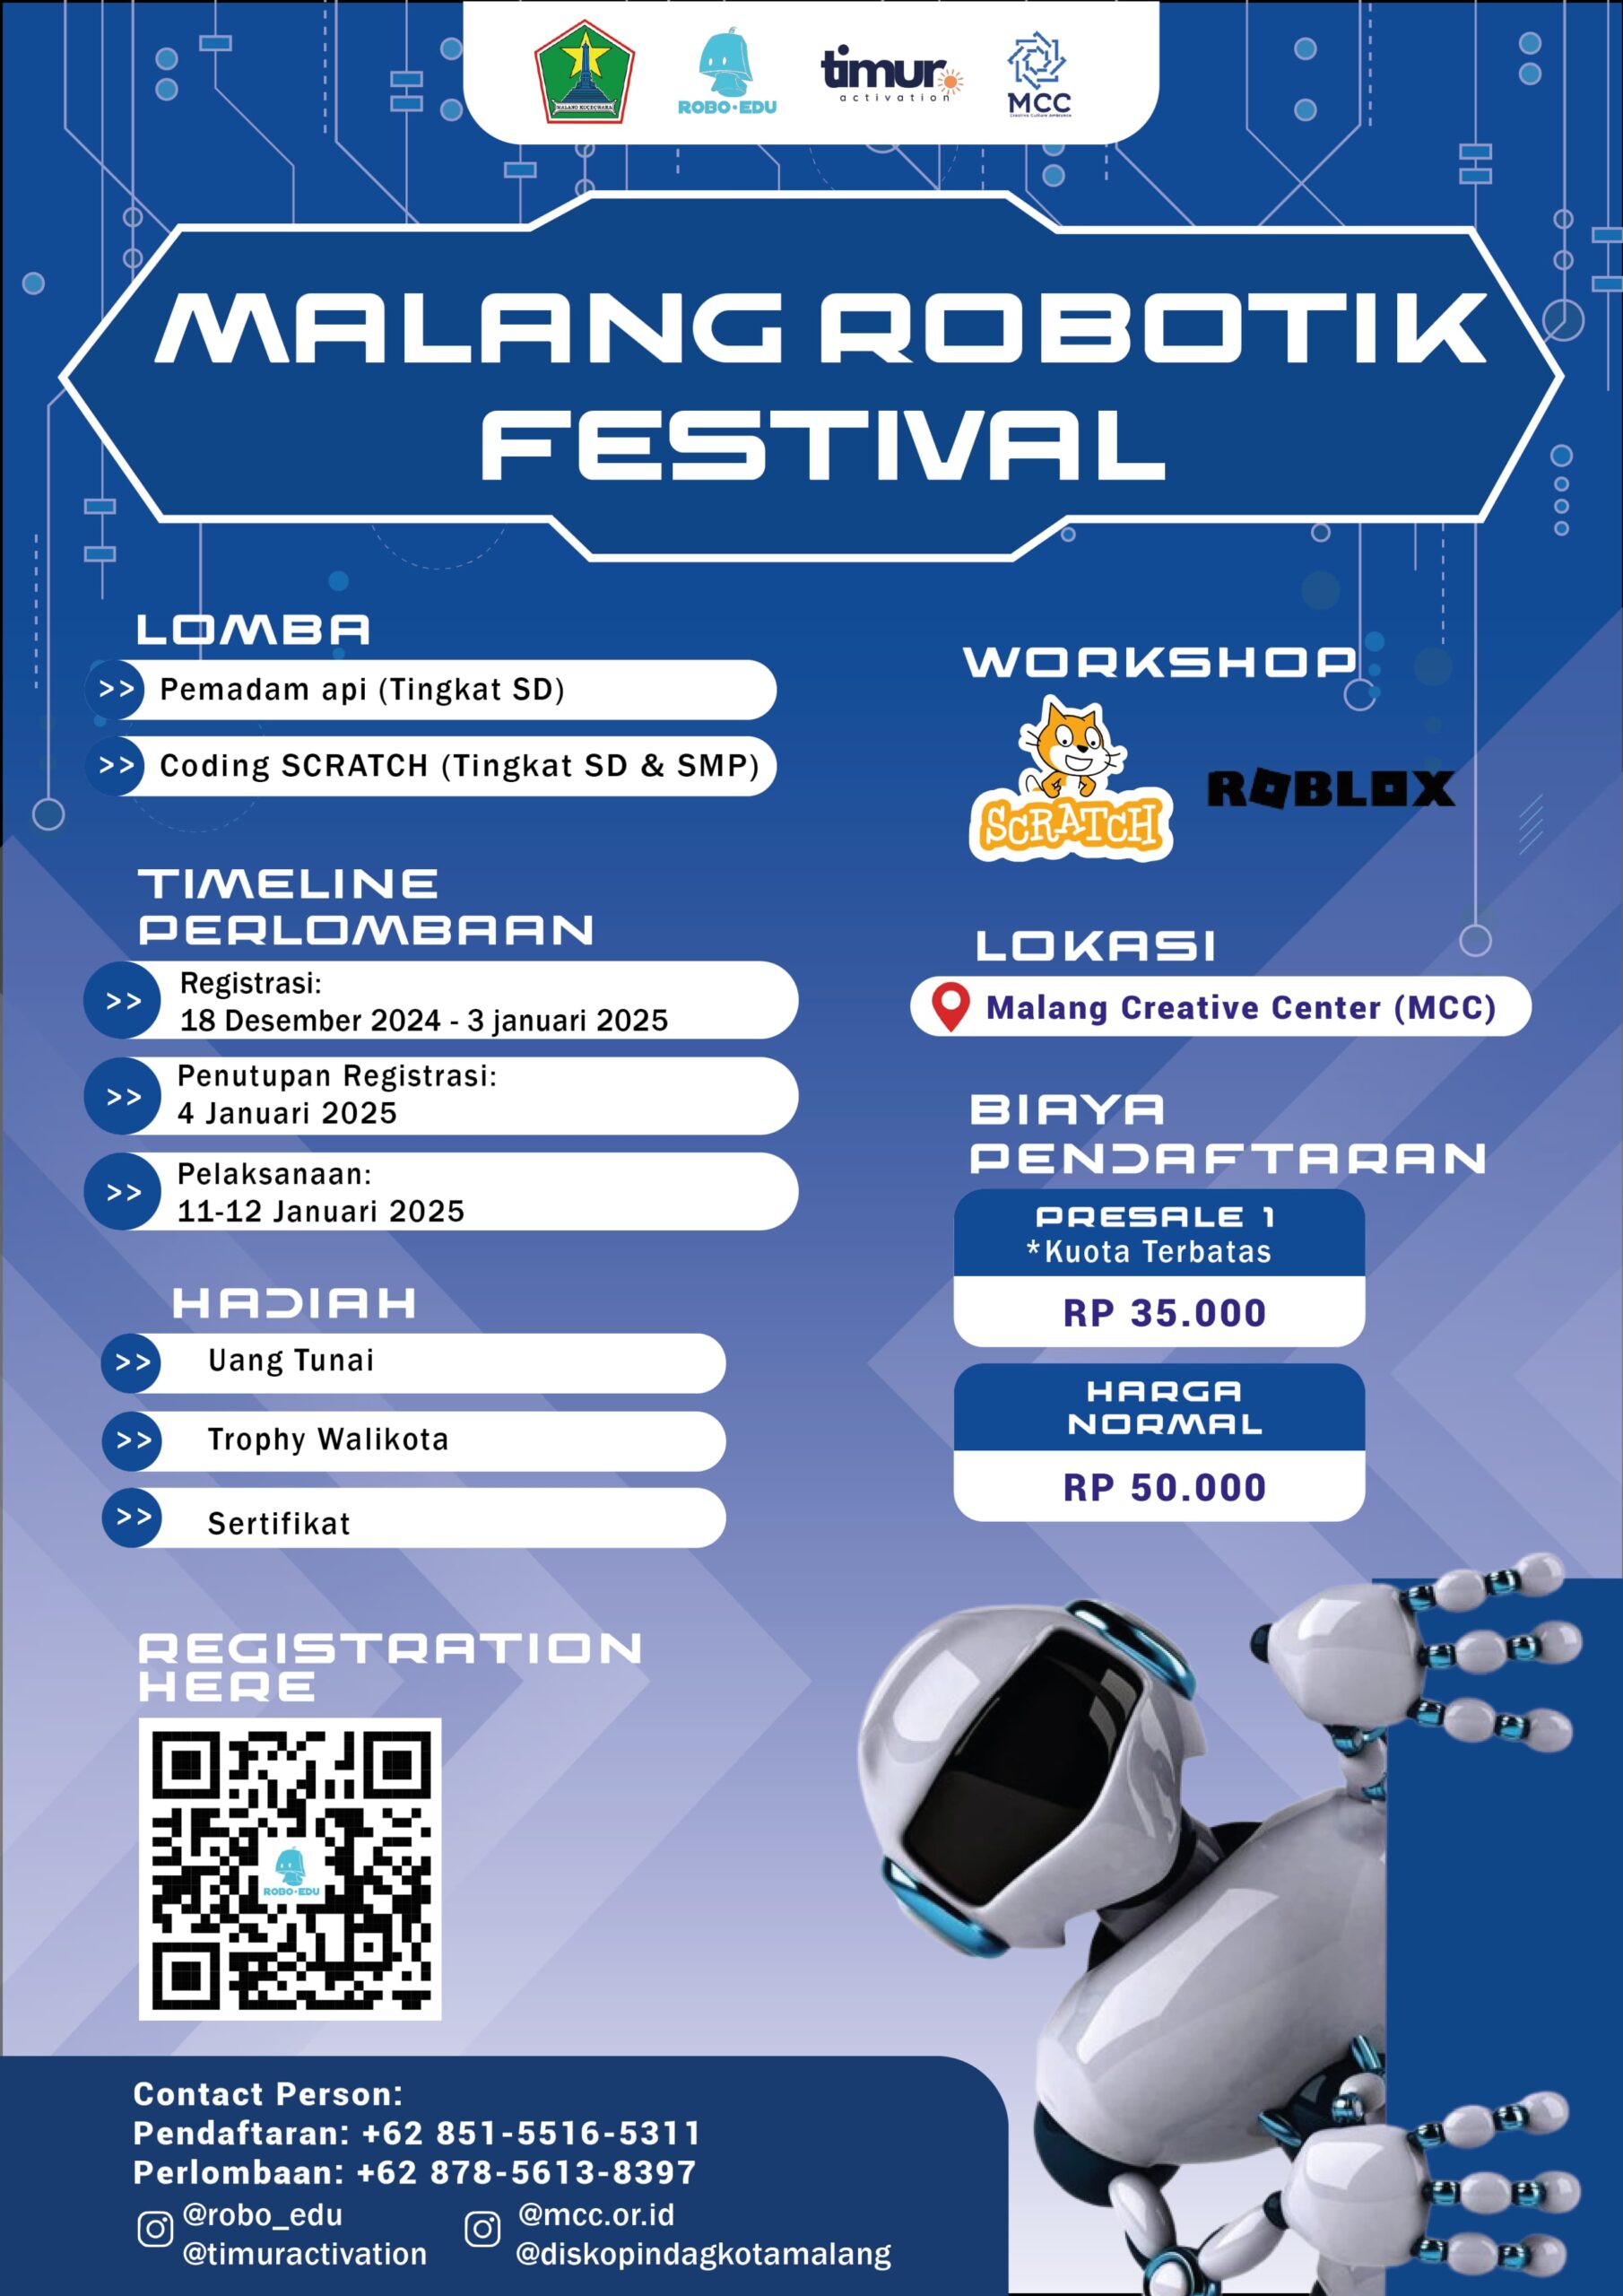 MALANG KUCECWARA
ROBO·EDU
timur
activation
MCC
MALANG ROBOTIK
FESTIVAL
LOMBA
>> Pemadam api (Tingkat SD)
>> Coding SCRATCH (Tingkat SD & SMP)
TIMELINE
PERLOMBAAN
>> Registrasi:
18 Desember 2024 - 3 januari 2025
>> Penutupan Registrasi:
4 Januari 2025
>> Pelaksanaan:
11-12 Januari 2025
HADIAH
>> Uang Tunai
>> Trophy Walikota
>> Sertifikat
WORKSHOP
SCRATCH
ROBLOX
LOKASI
Malang Creative Center (MCC)
BIAYA
PENDAFTARAN
PRESALE 1
*Kuota Terbatas
RP 35.000
HARGA
NORMAL
RP 50.000
REGISTRATION
HERE
ROBO·EDU
Contact Person:
Pendaftaran: +62 851-5516-5311
Perlombaan: +62 878-5613-8397
@robo_edu
@timuractivation
@mcc.or.id
@diskopindagkotamalang